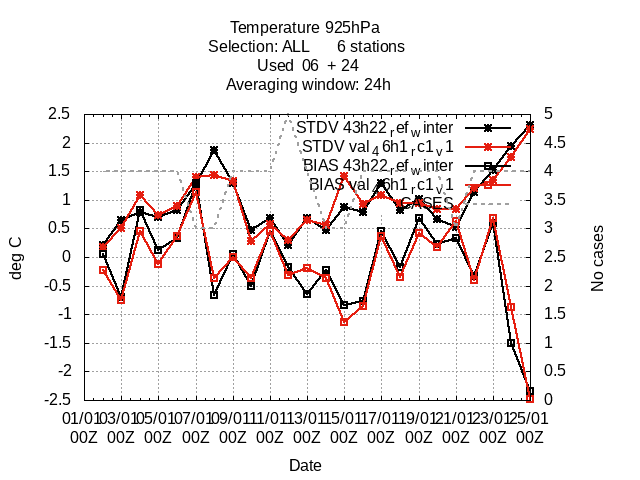 Temperature 925hPa
Selection: ALL 6 stations
Used 06 + 24
Averaging window: 24h
STDV 43h22refwinter
STDV val46h1rc1v1
BIAS 43h22refwinter
BIAS val46h1rc1v1
CASES
2.5
2
1.5
1
0.5
0
-0.5
-1
-1.5
-2
-2.5
5
4.5
4
3.5
3
2.5
2
1.5
1
0.5
0
deg C
No cases
01/01 03/01 05/01 07/01 09/01 11/01 13/01 15/01 17/01 19/01 21/01 23/01 25/01
00Z 00Z 00Z 00Z 00Z 00Z 00Z 00Z 00Z 00Z 00Z 00Z 00Z
Date